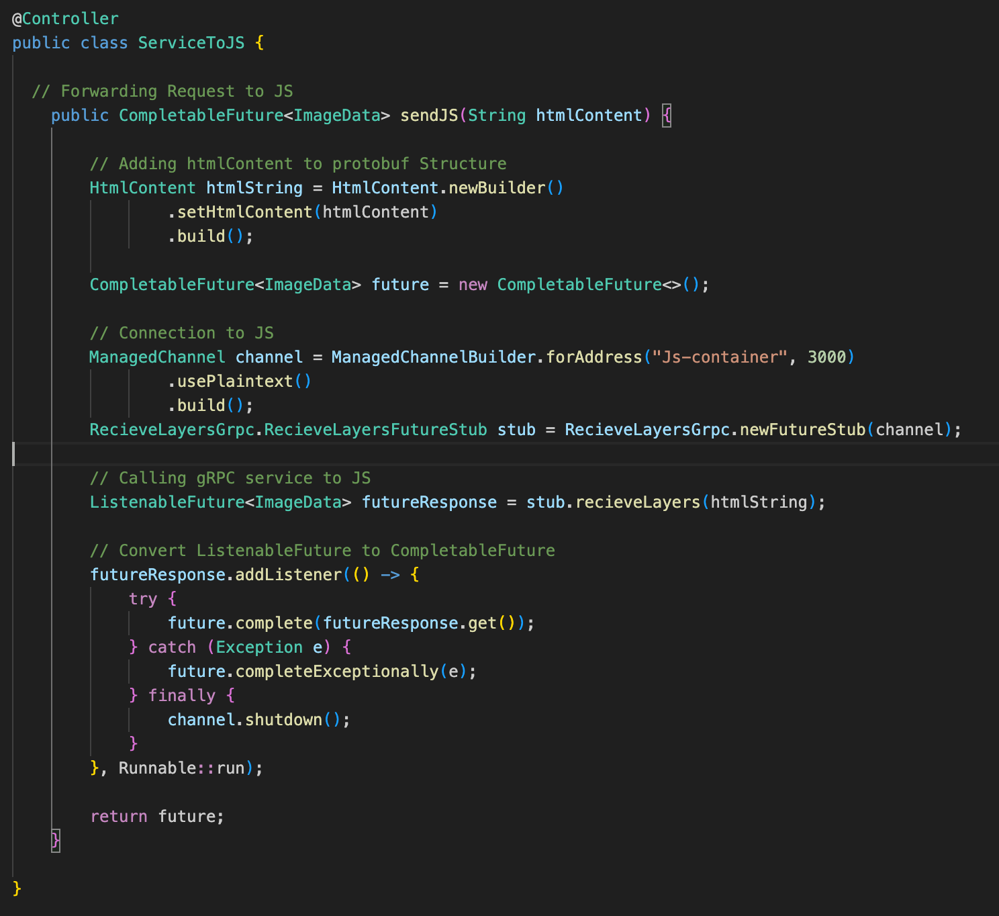 @Controller
public class ServiceToJS {
// Forwarding Request to JS
public CompletableFuture<ImageData> sendJS(String htmlContent) {
// Adding htmlContent to protobuf Structure
HtmlContent htmlString = HtmlContent.newBuilder()
.setHtmlContent(htmlContent)
.build();
CompletableFuture<ImageData> future = new CompletableFuture<>();
// Connection to JS
ManagedChannel channel = ManagedChannelBuilder.forAddress("Js-container", 3000)
.usePlaintext()
.build();
RecieveLayersGrpc.RecieveLayersFutureStub stub = RecieveLayersGrpc.newFutureStub(channel);
// Calling gRPC service to JS
ListenableFuture<ImageData> futureResponse = stub.recieveLayers(htmlString);
// Convert ListenableFuture to CompletableFuture
futureResponse.addListener(() -> {
try {
future.complete(futureResponse.get());
} catch (Exception e) {
future.completeExceptionally(e);
} finally {
channel.shutdown();
}
}, Runnable::run);
return future;
}
}